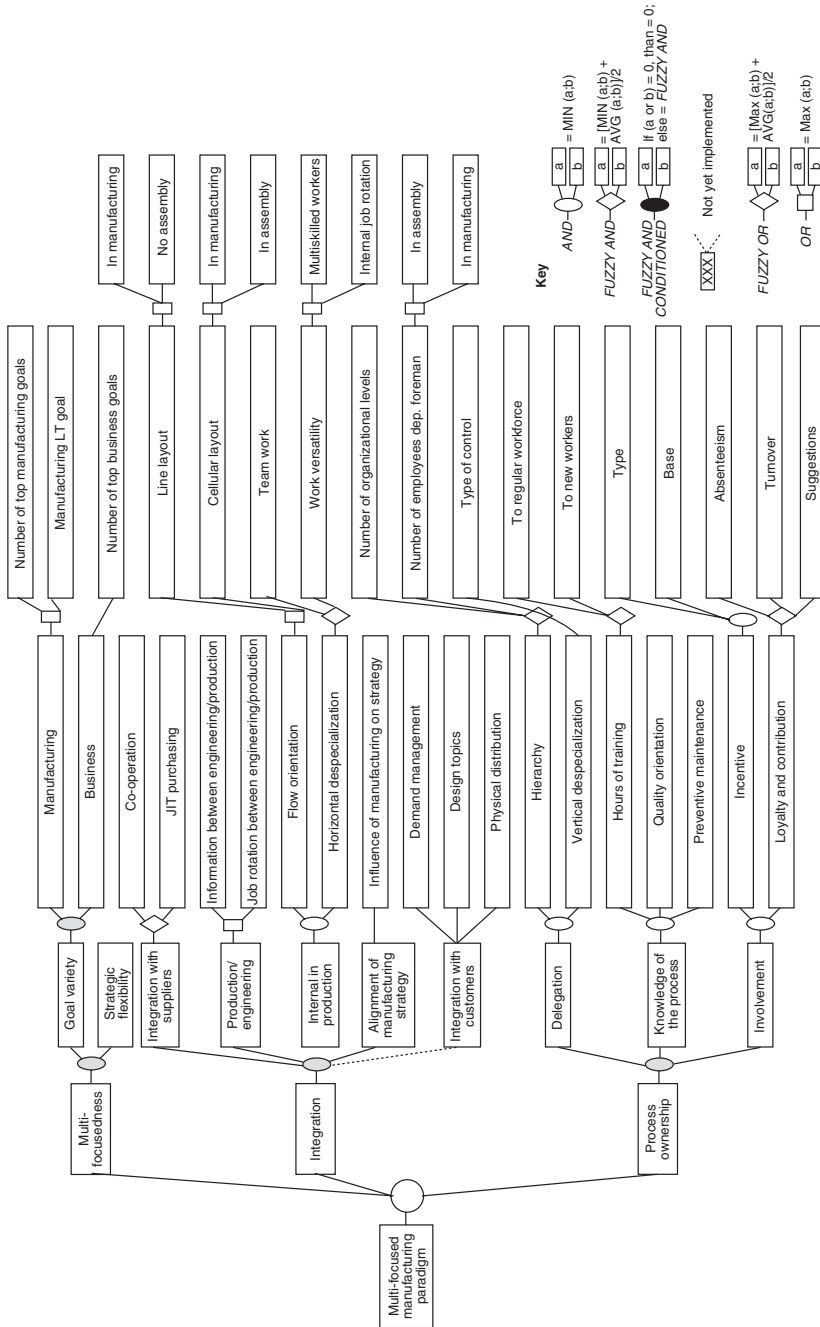 Multi-focused
manufacturing
paradigm
Multi-
focusedness
Integration
Process
ownership
Goal variety
Strategic
flexibility
Integration with
suppliers
Production/
engineering
Internal in
production
Alignment of
manufacturing
strategy
Integration with
customers
Delegation
Knowledge of
the process
Involvement
Manufacturing
Business
Co-operation
JIT purchasing
Information between engineering/production
Job rotation between engineering/production
Flow orientation
Horizontal despecialization
Influence of manufacturing on strategy
Demand management
Design topics
Physical distribution
Hierarchy
Vertical despecialization
Hours of training
Quality orientation
Preventive maintenance
Incentive
Loyalty and contribution
Number of top manufacturing goals
Manufacturing LT goal
Number of top business goals
Line layout
Cellular layout
Team work
Work versatility
Number of organizational levels
Number of employees dep. foreman
Type of control
To regular workforce
To new workers
Type
Base
Absenteeism
Turnover
Suggestions
In manufacturing
No assembly
In manufacturing
In assembly
Multiskilled workers
Internal job rotation
In assembly
In manufacturing
Key
AND
a
b
= MIN (a;b)
FUZZY AND
a
b
= [MIN (a;b) +
AVG (a;b)]/2
FUZZY AND
CONDITIONED
a
b
If (a or b) = 0, than = 0;
else = FUZZY AND
XXX
Not yet implemented
FUZZY OR
a
b
= [Max (a;b) +
AVG(a;b)]/2
OR
a
b
= Max (a;b)